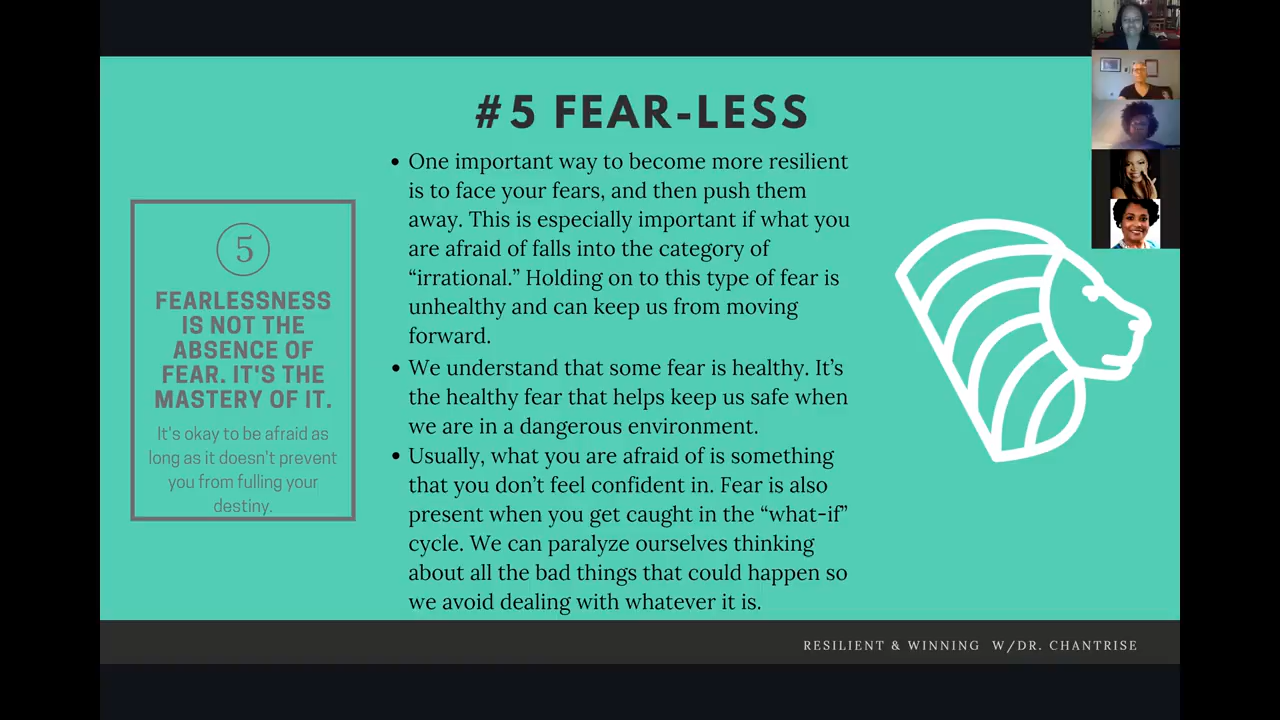 #5 FEAR-LESS
5
FEARLESSNESS
IS NOT THE
ABSENCE OF
FEAR. IT'S THE
MASTERY OF IT.
It's okay to be afraid as
long as it doesn't prevent
you from fulling your
destiny.
• One important way to become more resilient
is to face your fears, and then push them
away. This is especially important if what you
are afraid of falls into the category of
“irrational.” Holding on to this type of fear is
unhealthy and can keep us from moving
forward.
• We understand that some fear is healthy. It’s
the healthy fear that helps keep us safe when
we are in a dangerous environment.
• Usually, what you are afraid of is something
that you don’t feel confident in. Fear is also
present when you get caught in the “what-if”
cycle. We can paralyze ourselves thinking
about all the bad things that could happen so
we avoid dealing with whatever it is.
RESILIENT & WINNING W/DR. CHANTRISE